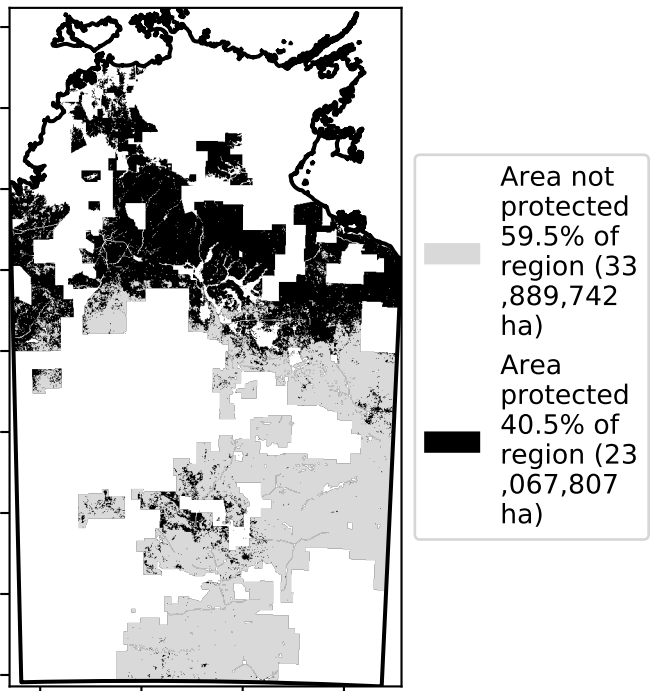 Area not
protected
59.5% of
region (33
,889,742
ha)
Area
protected
40.5% of
region (23
,067,807
ha)